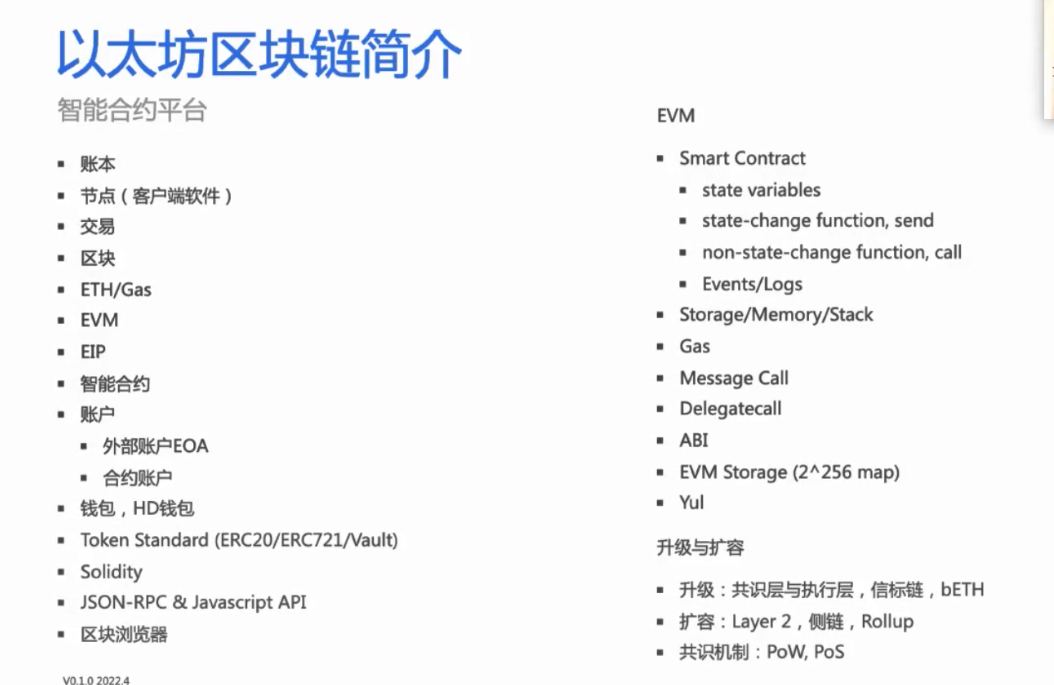 以太坊区块链简介
智能合约平台
▪ 账本
▪ 节点（客户端软件）
▪ 交易
▪ 区块
▪ ETH/Gas
▪ EVM
▪ EIP
▪ 智能合约
▪ 账户
▪ 外部账户EOA
▪ 合约账户
▪ 钱包，HD钱包
▪ Token Standard (ERC20/ERC721/Vault)
▪ Solidity
▪ JSON-RPC & Javascript API
▪ 区块浏览器
V0.1.0 2022.4
EVM
▪ Smart Contract
▪ state variables
▪ state-change function, send
▪ non-state-change function, call
▪ Events/Logs
▪ Storage/Memory/Stack
▪ Gas
▪ Message Call
▪ Delegatecall
▪ ABI
▪ EVM Storage (2^256 map)
▪ Yul
升级与扩容
▪ 升级：共识层与执行层，信标链，bETH
▪ 扩容：Layer 2，侧链，Rollup
▪ 共识机制：PoW, PoS